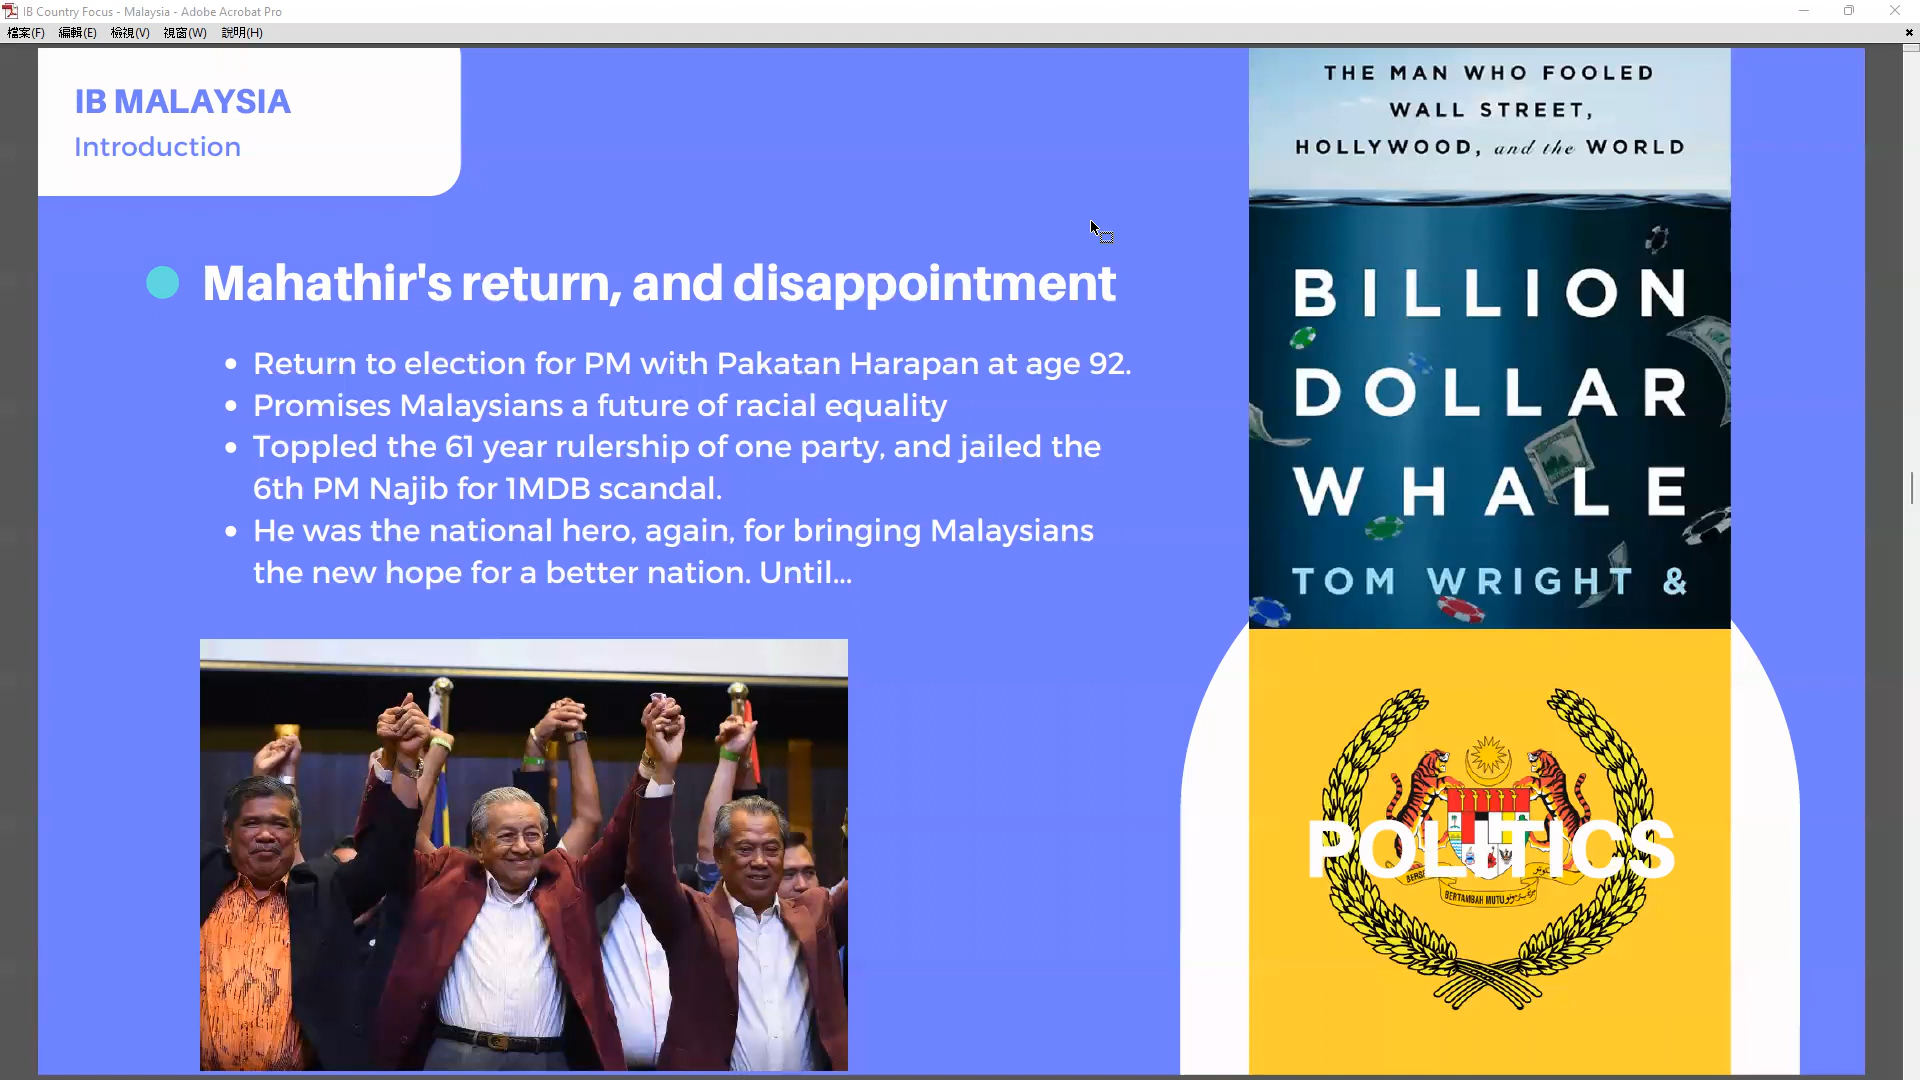 IB Country Focus - Malaysia - Adobe Acrobat Pro
檔案(F) 編輯(E) 檢視(V) 視窗(W) 說明(H)
IB MALAYSIA
Introduction
Mahathir's return, and disappointment
• Return to election for PM with Pakatan Harapan at age 92.
• Promises Malaysians a future of racial equality
• Toppled the 61 year rulership of one party, and jailed the
6th PM Najib for 1MDB scandal.
• He was the national hero, again, for bringing Malaysians
the new hope for a better nation. Until...
THE MAN WHO FOOLED
WALL STREET,
HOLLYWOOD, and the WORLD
BILLION
DOLLAR
WHALE
TOM WRIGHT &
POLITICS
BERTAMBAH MUTU